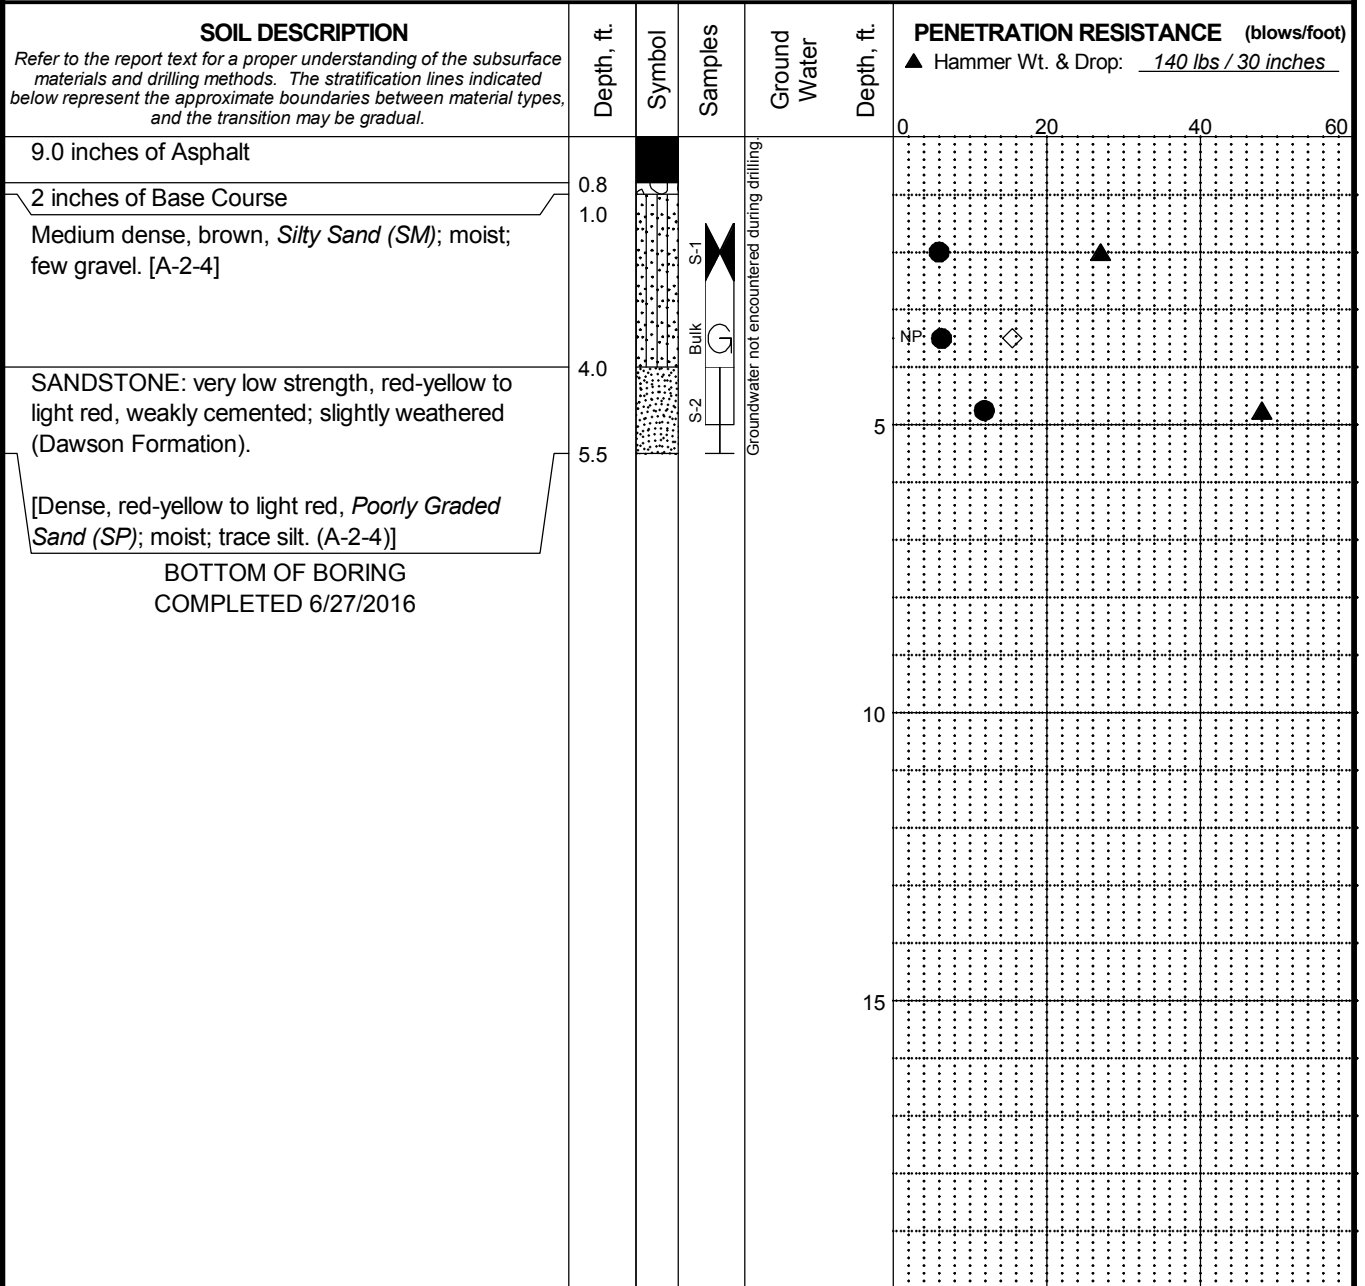 SOIL DESCRIPTION
Refer to the report text for a proper understanding of the subsurface
materials and drilling methods. The stratification lines indicated
below represent the approximate boundaries between material types,
and the transition may be gradual.
Depth, ft.
Symbol
Samples
Ground
Water
Depth, ft.
PENETRATION RESISTANCE (blows/foot)
▲ Hammer Wt. & Drop: 140 lbs / 30 inches
0 20 40 60
9.0 inches of Asphalt
0.8
2 inches of Base Course
1.0
Medium dense, brown, Silty Sand (SM); moist;
few gravel. [A-2-4]
S-1
Bulk
G
NP
Groundwater not encountered during drilling.
4.0
SANDSTONE: very low strength, red-yellow to
light red, weakly cemented; slightly weathered
(Dawson Formation).
S-2
5
5.5
[Dense, red-yellow to light red, Poorly Graded
Sand (SP); moist; trace silt. (A-2-4)]
BOTTOM OF BORING
COMPLETED 6/27/2016
10
15